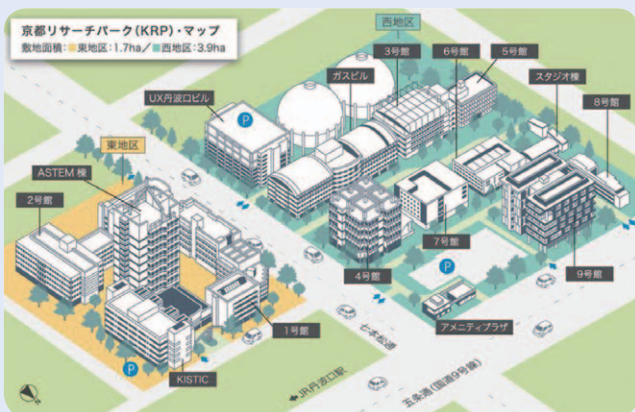 京都リサーチパーク(KRP)・マップ
敷地面積:東地区:1.7ha/西地区:3.9ha
西地区
3号館
6号館
5号館
ガスビル
スタジオ棟
UX丹波口ビル
8号館
P
東地区
ASTEM棟
2号館
7号館
4号館
9号館
P
1号館
アメニティプラザ
七本松通
KISTIC
P
JR丹波口駅
五条通(国道9号線)
N